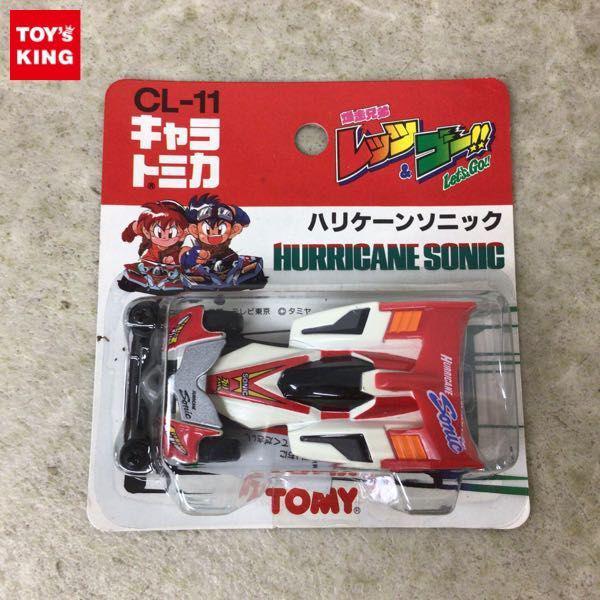 TOY's
KING
CL-11
キャラ
トミカ
®
爆走兄弟
レッツ
&
ゴー!!
Let's & Go!!
ハリケーンソニック
HURRICANE SONIC
テレビ東京 © タミヤ
SONIC
Sonic
HURRICANE
Sonic
TOMY®